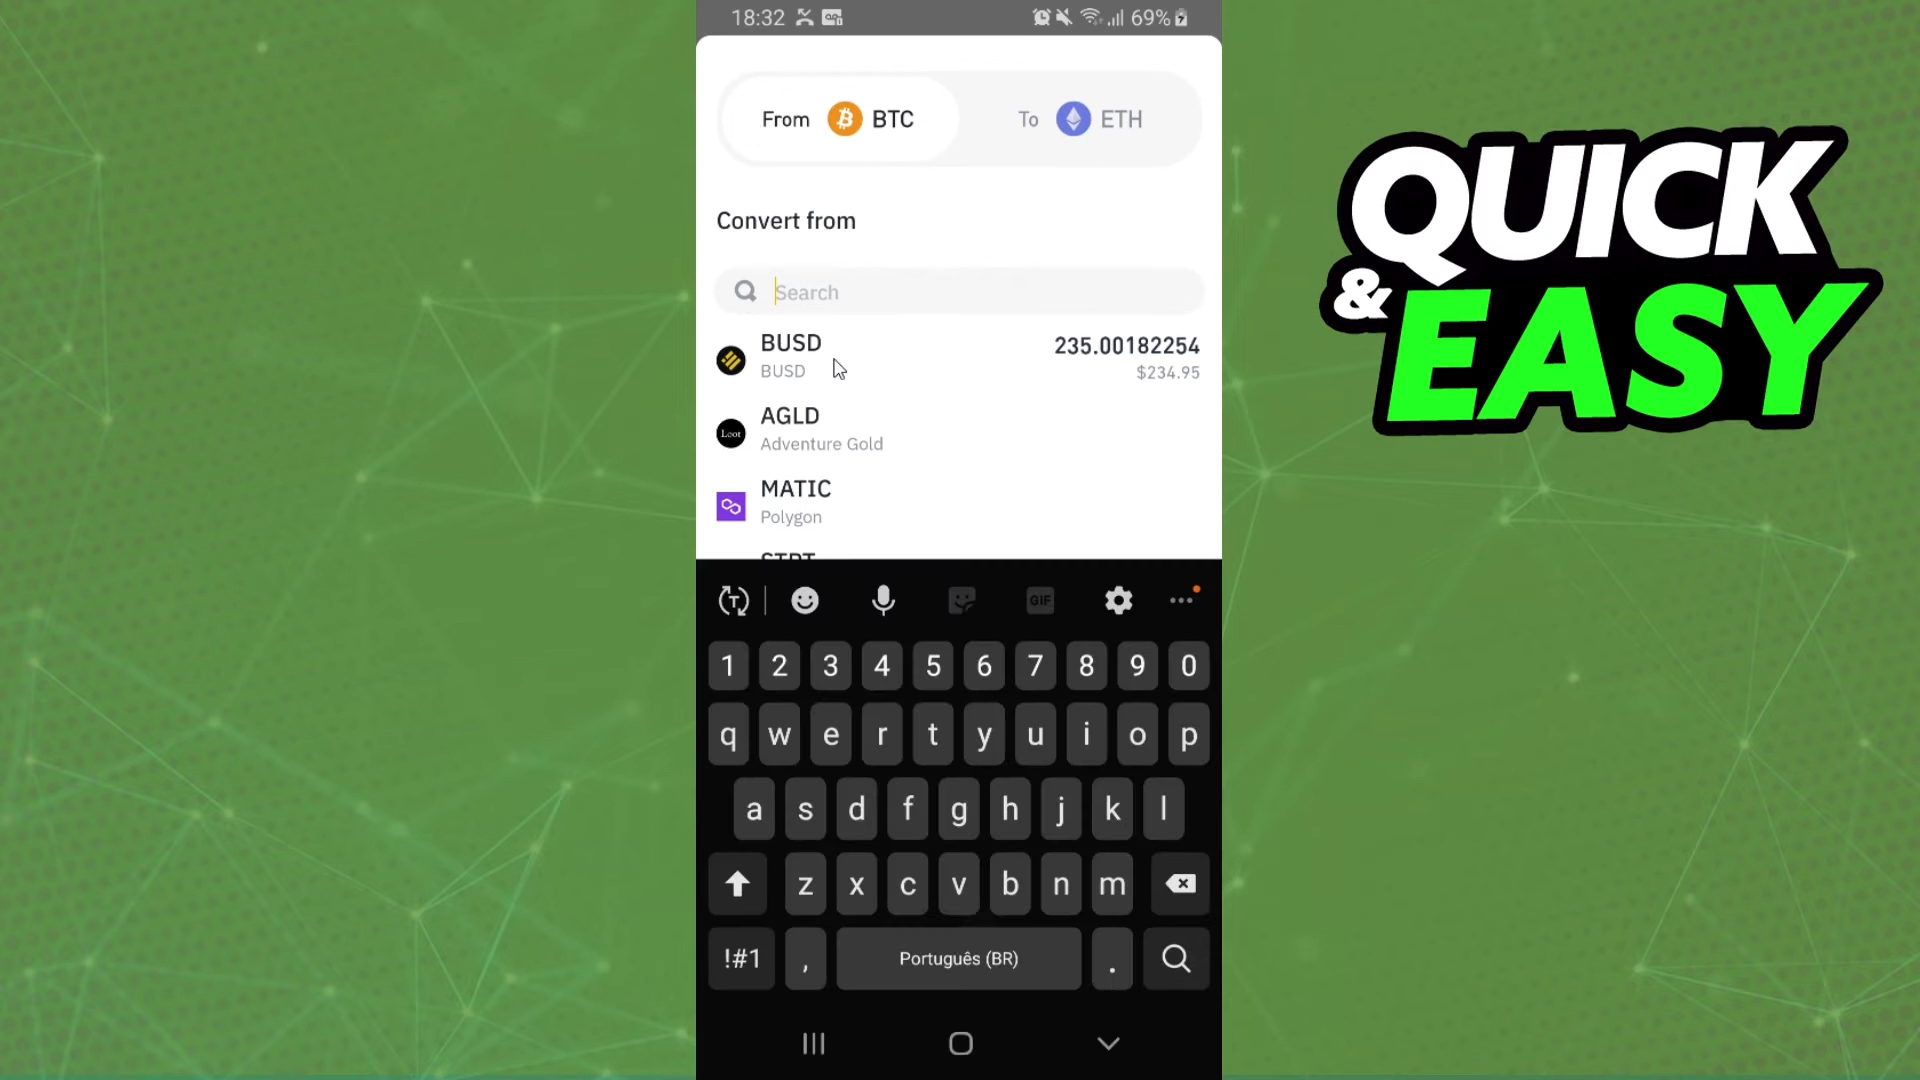 18:32 69%
From BTC To ETH
Convert from
Search
BUSD 235.00182254
BUSD $234.95
AGLD
Loot
Adventure Gold
MATIC
Polygon
GIF
1 2 3 4 5 6 7 8 9 0
q w e r t y u i o p
a s d f g h j k l
z x c v b n m
!#1 , Português (BR) .
QUICK
& EASY